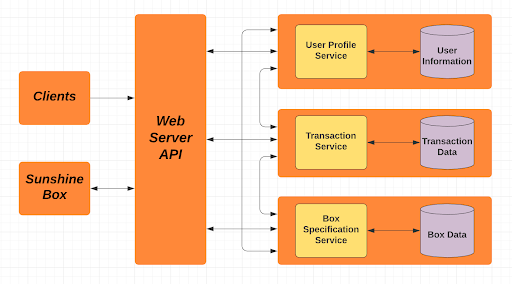 Clients
Sunshine
Box
Web
Server
API
User Profile
Service
User
Information
Transaction
Service
Transaction
Data
Box
Specification
Service
Box Data